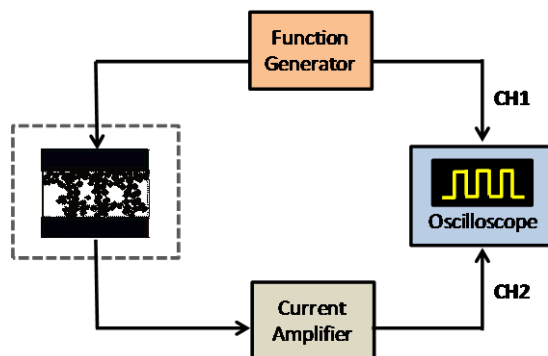 Function
Generator
CH1
Oscilloscope
CH2
Current
Amplifier